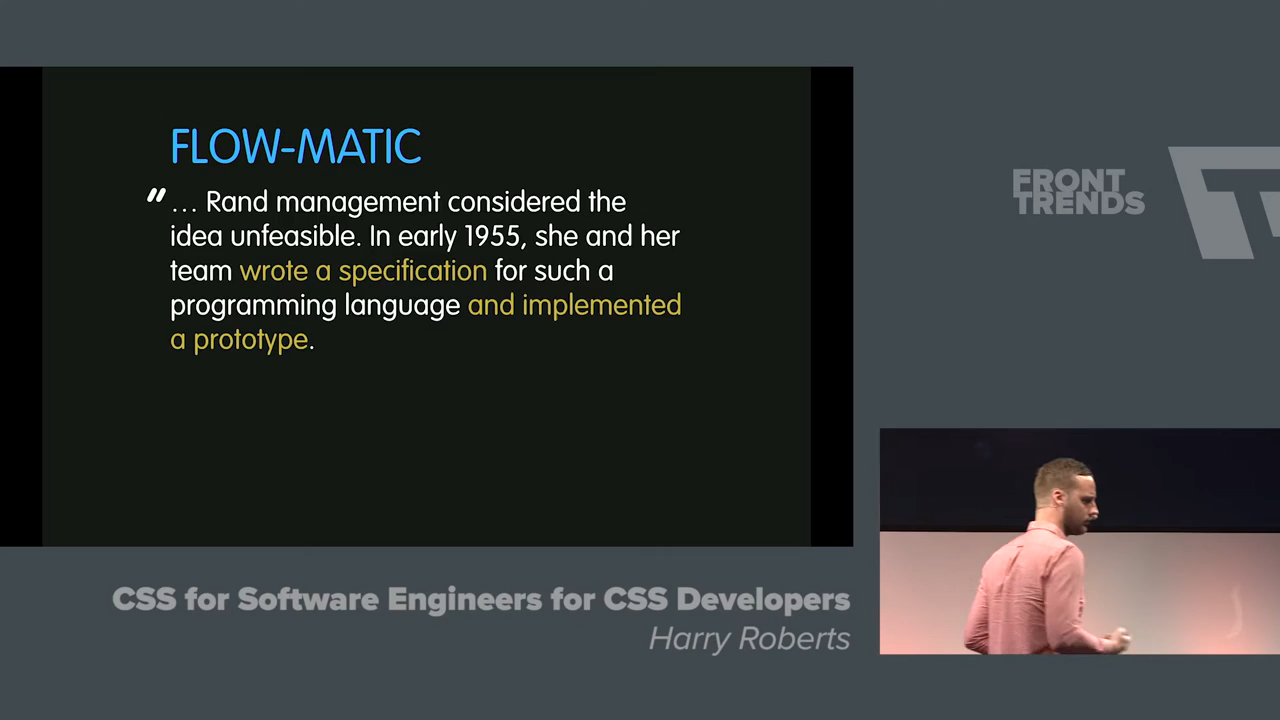 FLOW-MATIC
"… Rand management considered the
idea unfeasible. In early 1955, she and her
team wrote a specification for such a
programming language and implemented
a prototype.
FRONT
TRENDS
CSS for Software Engineers for CSS Developers
Harry Roberts